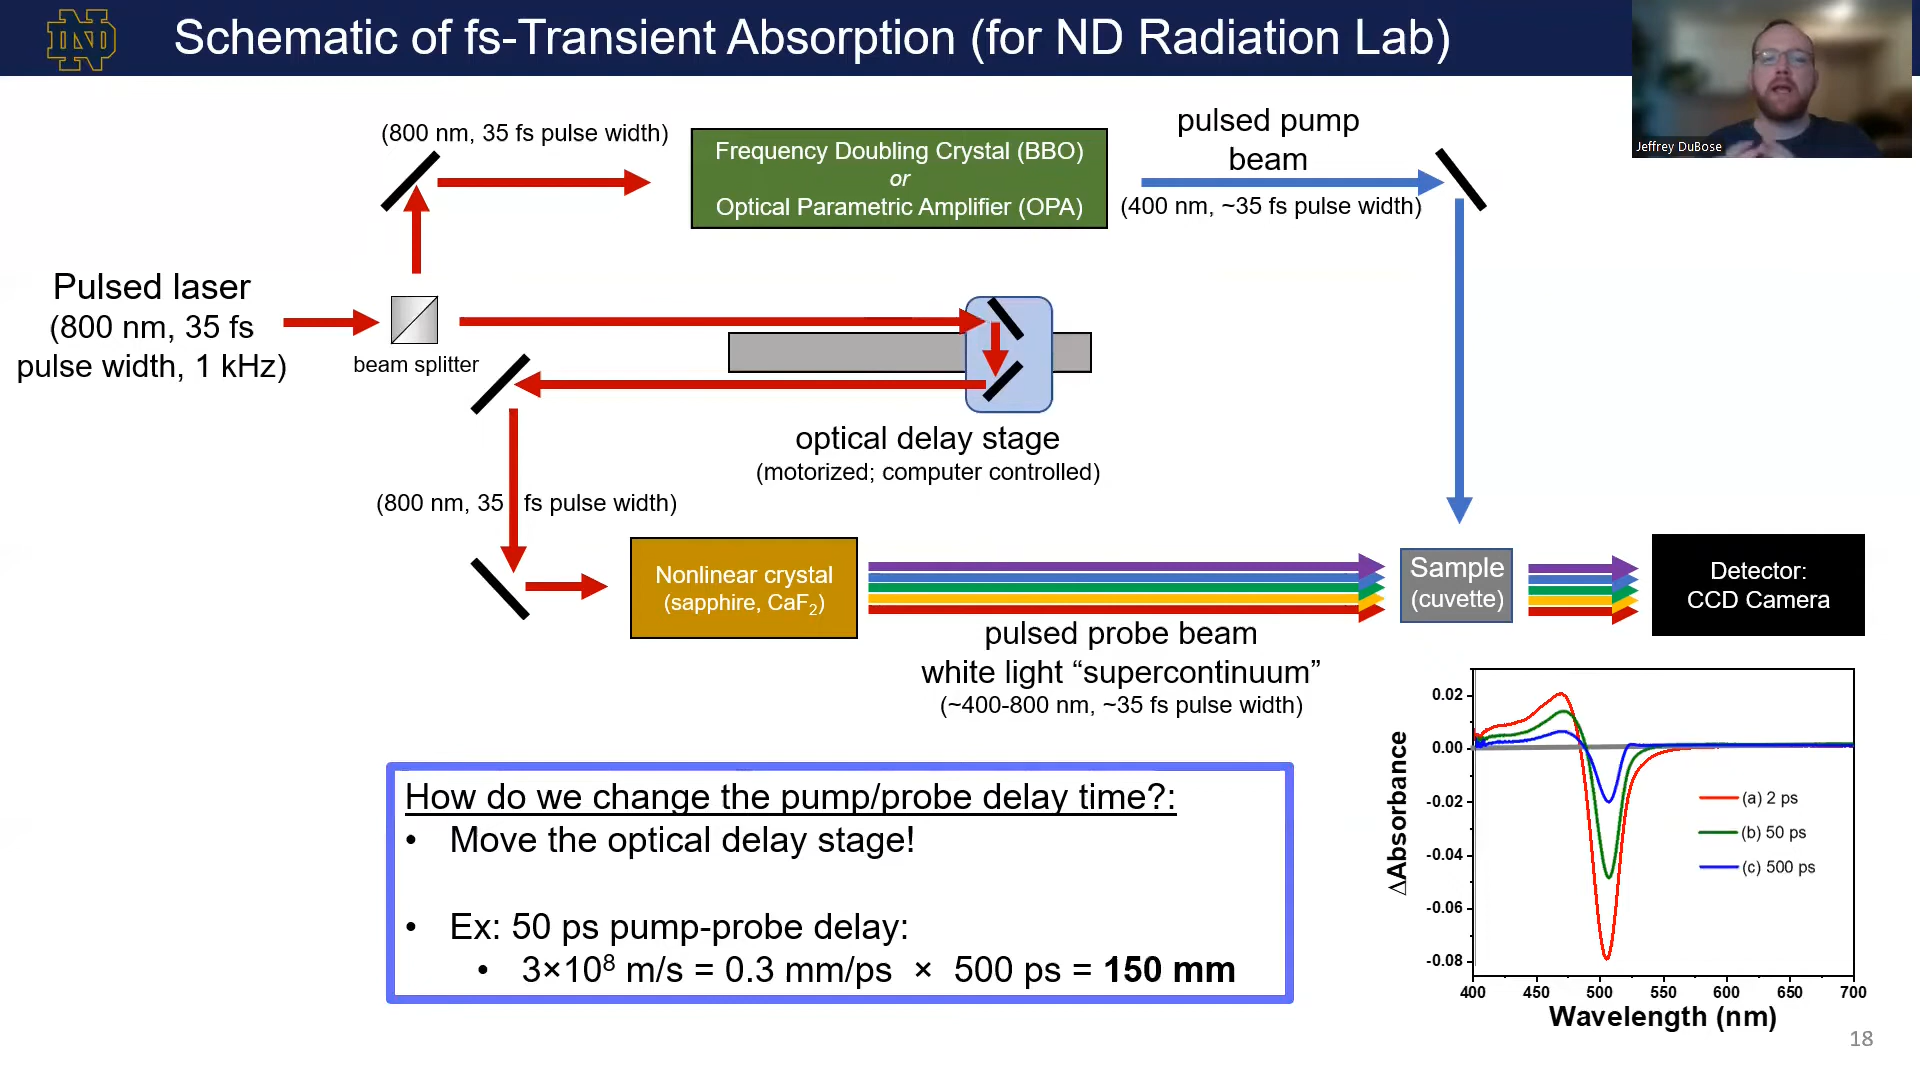 Schematic of fs-Transient Absorption (for ND Radiation Lab)
Jeffrey DuBose
(800 nm, 35 fs pulse width)
Frequency Doubling Crystal (BBO)
or
Optical Parametric Amplifier (OPA)
pulsed pump
beam
(400 nm, ~35 fs pulse width)
Pulsed laser
(800 nm, 35 fs
pulse width, 1 kHz)
beam splitter
optical delay stage
(motorized; computer controlled)
(800 nm, 35 fs pulse width)
Nonlinear crystal
(sapphire, CaF₂)
Sample
(cuvette)
Detector:
CCD Camera
pulsed probe beam
white light “supercontinuum”
(~400-800 nm, ~35 fs pulse width)
How do we change the pump/probe delay time?:
• Move the optical delay stage!
• Ex: 50 ps pump-probe delay:
• 3×10⁸ m/s = 0.3 mm/ps × 500 ps = 150 mm
0.02
0.00
-0.02
-0.04
-0.06
-0.08
ΔAbsorbance
(a) 2 ps
(b) 50 ps
(c) 500 ps
400 450 500 550 600 650 700
Wavelength (nm)
18
ND